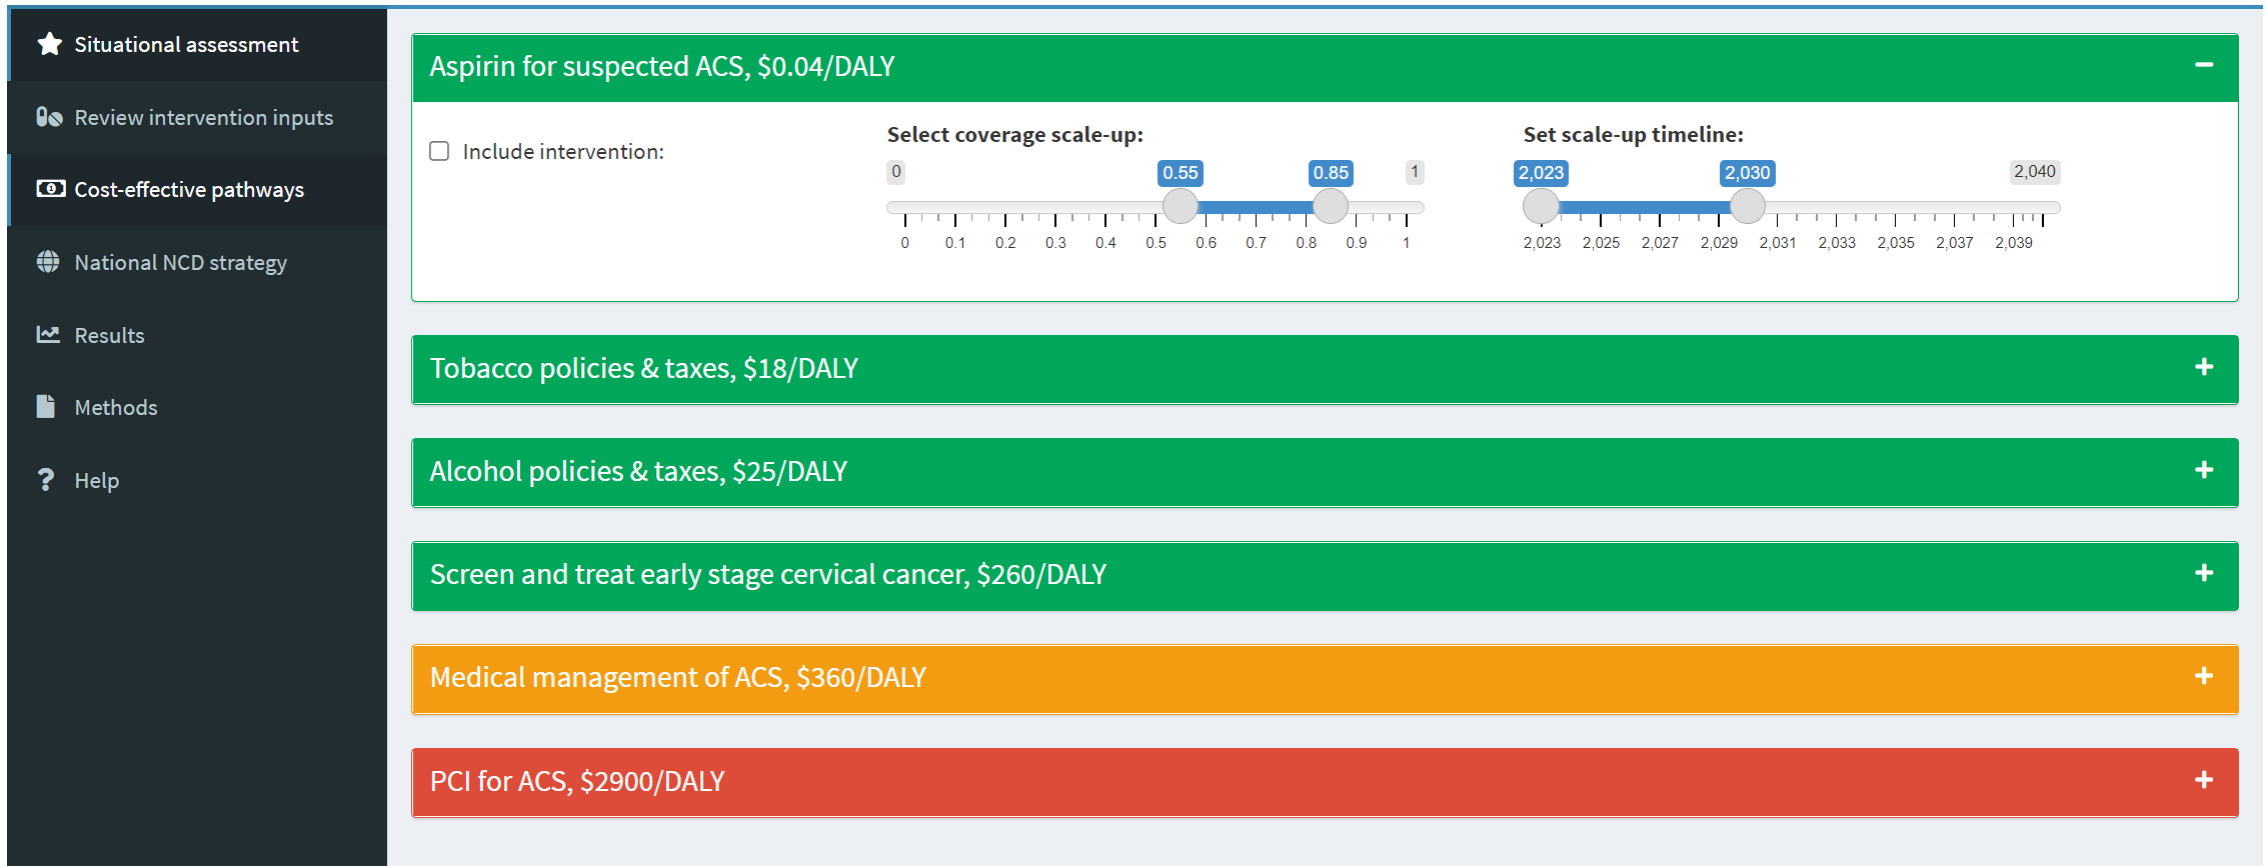 Situational assessment
Review intervention inputs
Cost-effective pathways
National NCD strategy
Results
Methods
Help
Aspirin for suspected ACS, $0.04/DALY
Include intervention:
Select coverage scale-up:
0 0.55 0.85 1
0 0.1 0.2 0.3 0.4 0.5 0.6 0.7 0.8 0.9 1
Set scale-up timeline:
2,023 2,030 2,040
2,023 2,025 2,027 2,029 2,031 2,033 2,035 2,037 2,039
Tobacco policies & taxes, $18/DALY
Alcohol policies & taxes, $25/DALY
Screen and treat early stage cervical cancer, $260/DALY
Medical management of ACS, $360/DALY
PCI for ACS, $2900/DALY